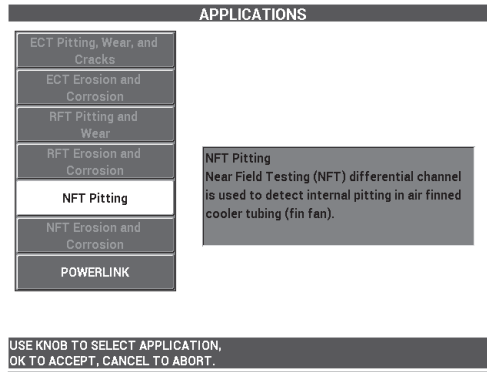 APPLICATIONS
ECT Pitting, Wear, and
Cracks
ECT Erosion and
Corrosion
RFT Pitting and
Wear
RFT Erosion and
Corrosion
NFT Pitting
NFT Erosion and
Corrosion
POWERLINK
NFT Pitting
Near Field Testing (NFT) differential channel
is used to detect internal pitting in air finned
cooler tubing (fin fan).
USE KNOB TO SELECT APPLICATION,
OK TO ACCEPT, CANCEL TO ABORT.